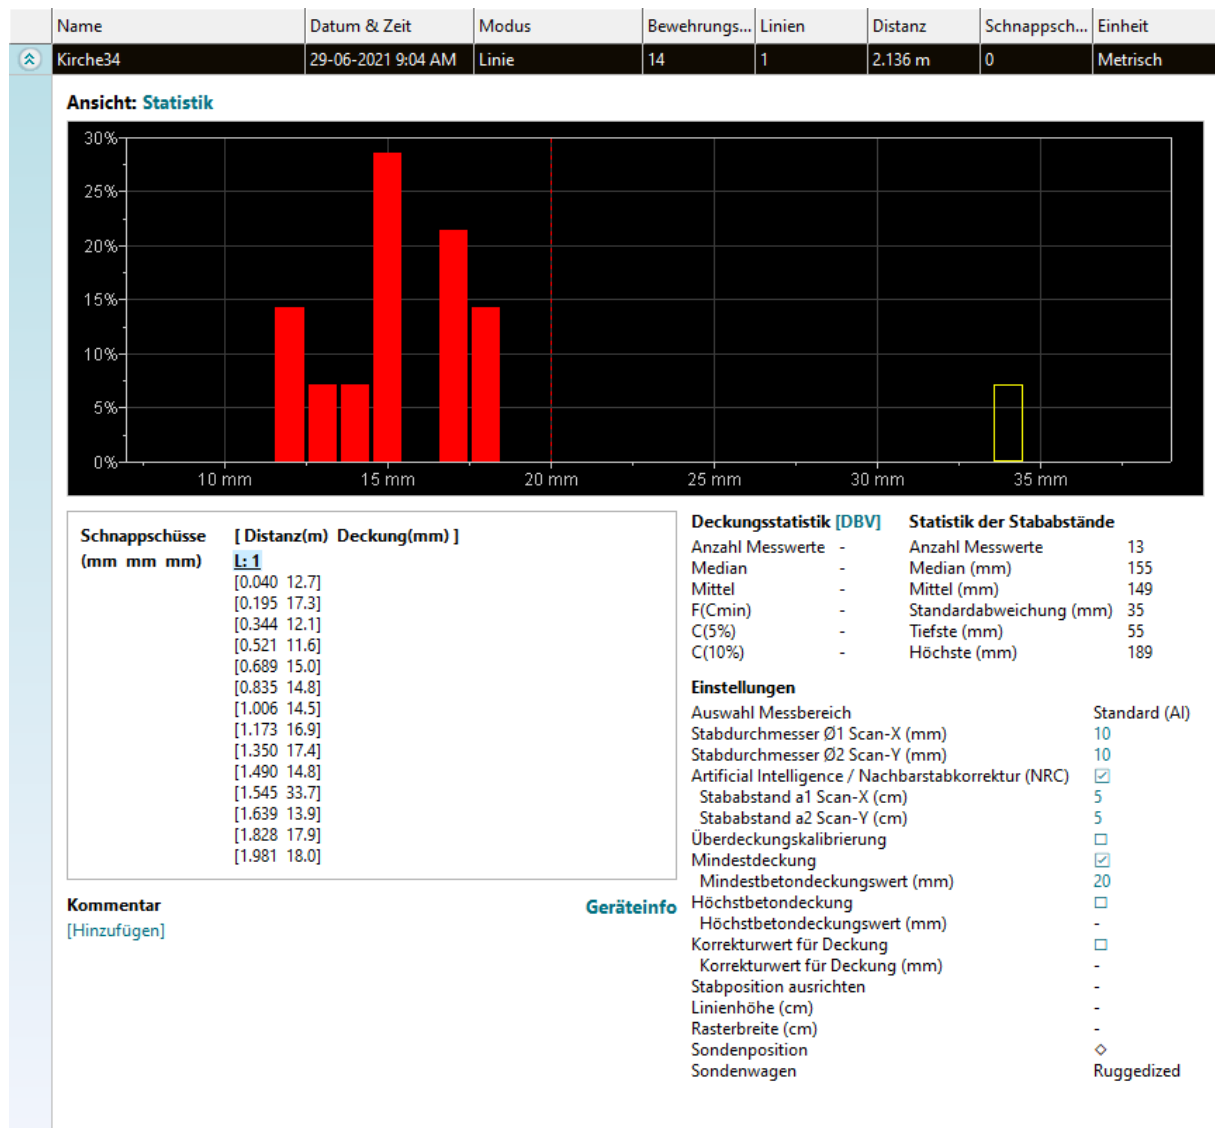 Name Datum & Zeit Modus Bewehrungs... Linien Distanz Schnappsch... Einheit
Kirche34 29-06-2021 9:04 AM Linie 14 1 2.136 m 0 Metrisch
Ansicht: Statistik
30%
25%
20%
15%
10%
5%
0%
10 mm 15 mm 20 mm 25 mm 30 mm 35 mm
Schnappschüsse [ Distanz(m) Deckung(mm) ]
(mm mm mm) L: 1
[0.040 12.7]
[0.195 17.3]
[0.344 12.1]
[0.521 11.6]
[0.689 15.0]
[0.835 14.8]
[1.006 14.5]
[1.173 16.9]
[1.350 17.4]
[1.490 14.8]
[1.545 33.7]
[1.639 13.9]
[1.828 17.9]
[1.981 18.0]
Kommentar
[Hinzufügen]
Geräteinfo
Deckungsstatistik [DBV]
Anzahl Messwerte -
Median -
Mittel -
F(Cmin) -
C(5%) -
C(10%) -
Statistik der Stababstände
Anzahl Messwerte 13
Median (mm) 155
Mittel (mm) 149
Standardabweichung (mm) 35
Tiefste (mm) 55
Höchste (mm) 189
Einstellungen
Auswahl Messbereich Standard (AI)
Stabdurchmesser Ø1 Scan-X (mm) 10
Stabdurchmesser Ø2 Scan-Y (mm) 10
Artificial Intelligence / Nachbarstabkorrektur (NRC)
Stababstand a1 Scan-X (cm) 5
Stababstand a2 Scan-Y (cm) 5
Überdeckungskalibrierung
Mindestdeckung
Mindestbetondeckungswert (mm) 20
Höchstbetondeckung
Höchstbetondeckungswert (mm) -
Korrekturwert für Deckung
Korrekturwert für Deckung (mm) -
Stabposition ausrichten -
Linienhöhe (cm) -
Rasterbreite (cm) -
Sondenposition
Sondenwagen Ruggedized